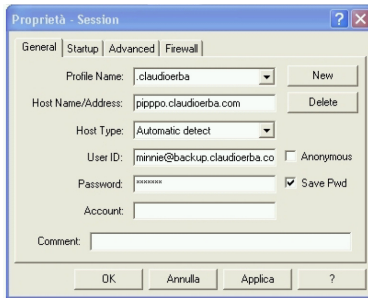 Proprietà - Session
? X
General Startup Advanced Firewall
Profile Name: .claudioerba New
Host Name/Address: pipppo.claudioerba.com Delete
Host Type: Automatic detect
User ID: minnie@backup.claudioerba.co Anonymous
Password: ******* Save Pwd
Account:
Comment:
OK Annulla Applica ?